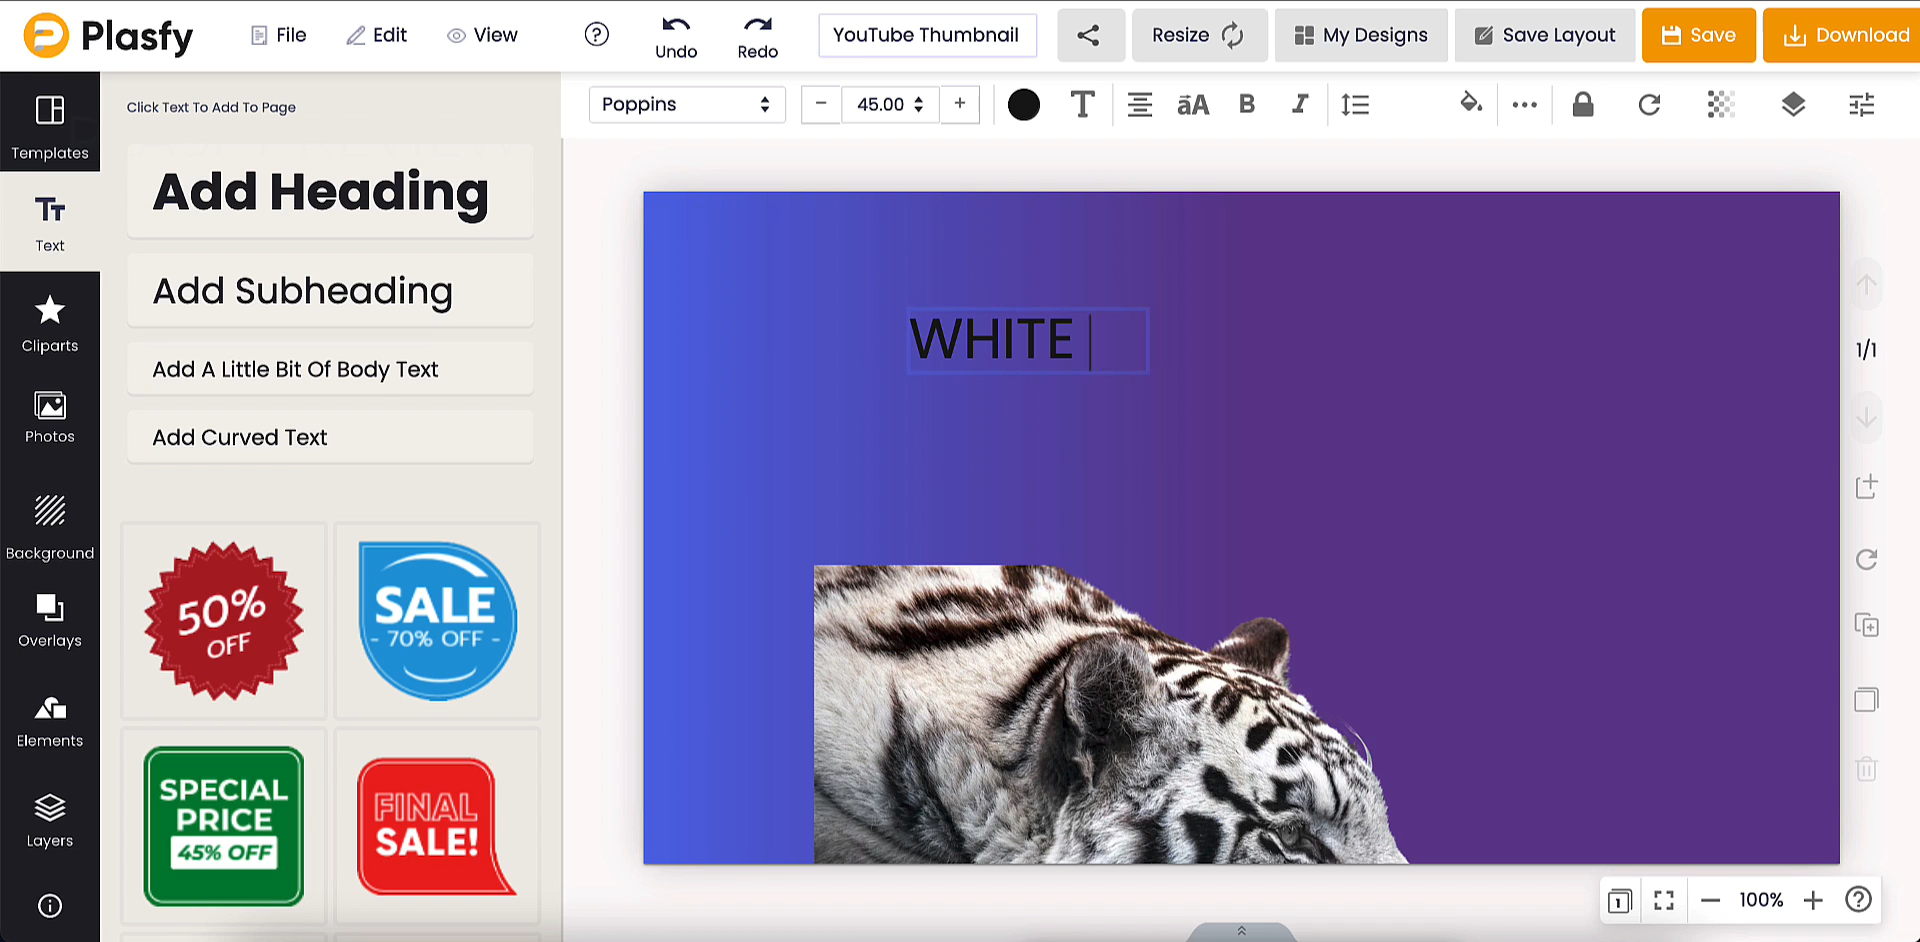 Plasfy
File
Edit
View
Undo
Redo
YouTube Thumbnail
Resize
My Designs
Save Layout
Save
Download
Templates
Text
Cliparts
Photos
Background
Overlays
Elements
Layers
Click Text To Add To Page
Add Heading
Add Subheading
Add A Little Bit Of Body Text
Add Curved Text
50%
OFF
SALE
- 70% OFF -
SPECIAL
PRICE
45% OFF
FINAL
SALE!
Poppins
45.00
T
āA
B
I
WHITE
1/1
1
100%